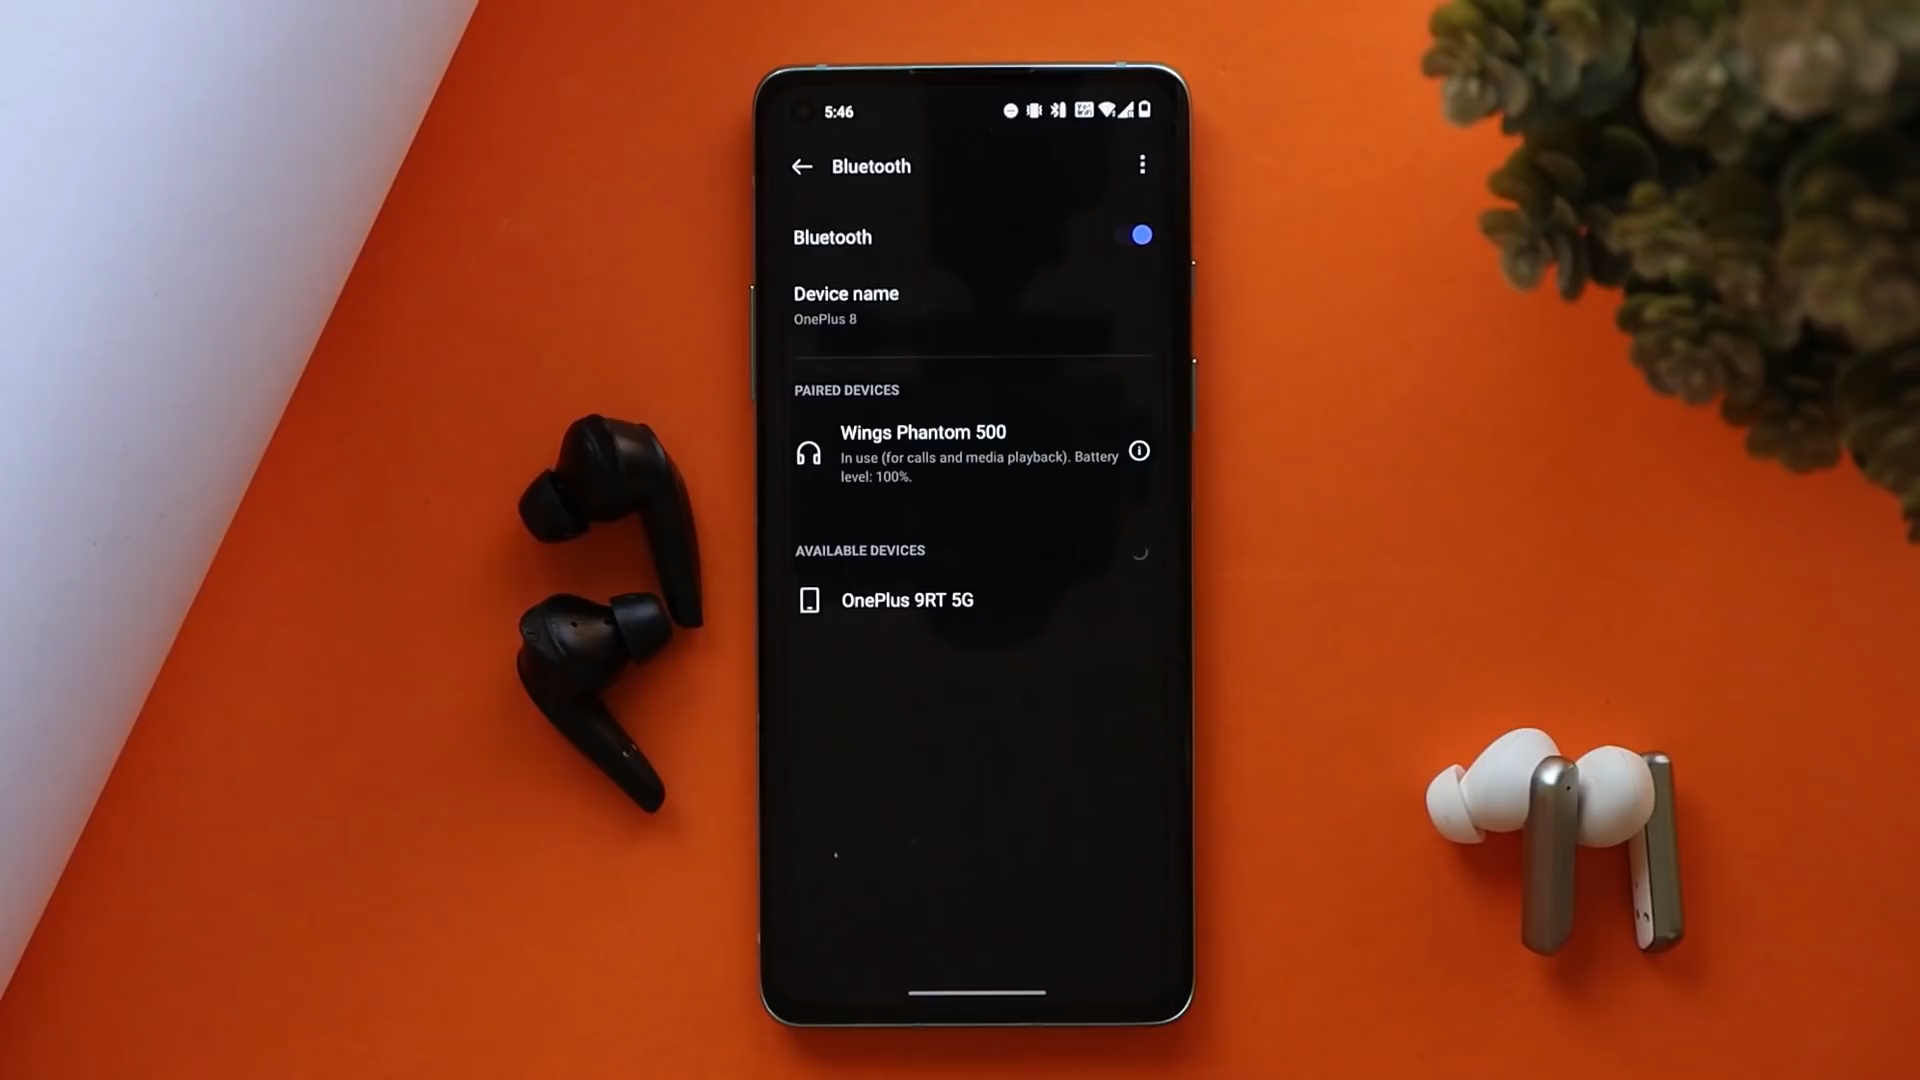 5:46
Bluetooth
Bluetooth
Device name
OnePlus 8
PAIRED DEVICES
Wings Phantom 500
In use (for calls and media playback). Battery
level: 100%.
AVAILABLE DEVICES
OnePlus 9RT 5G